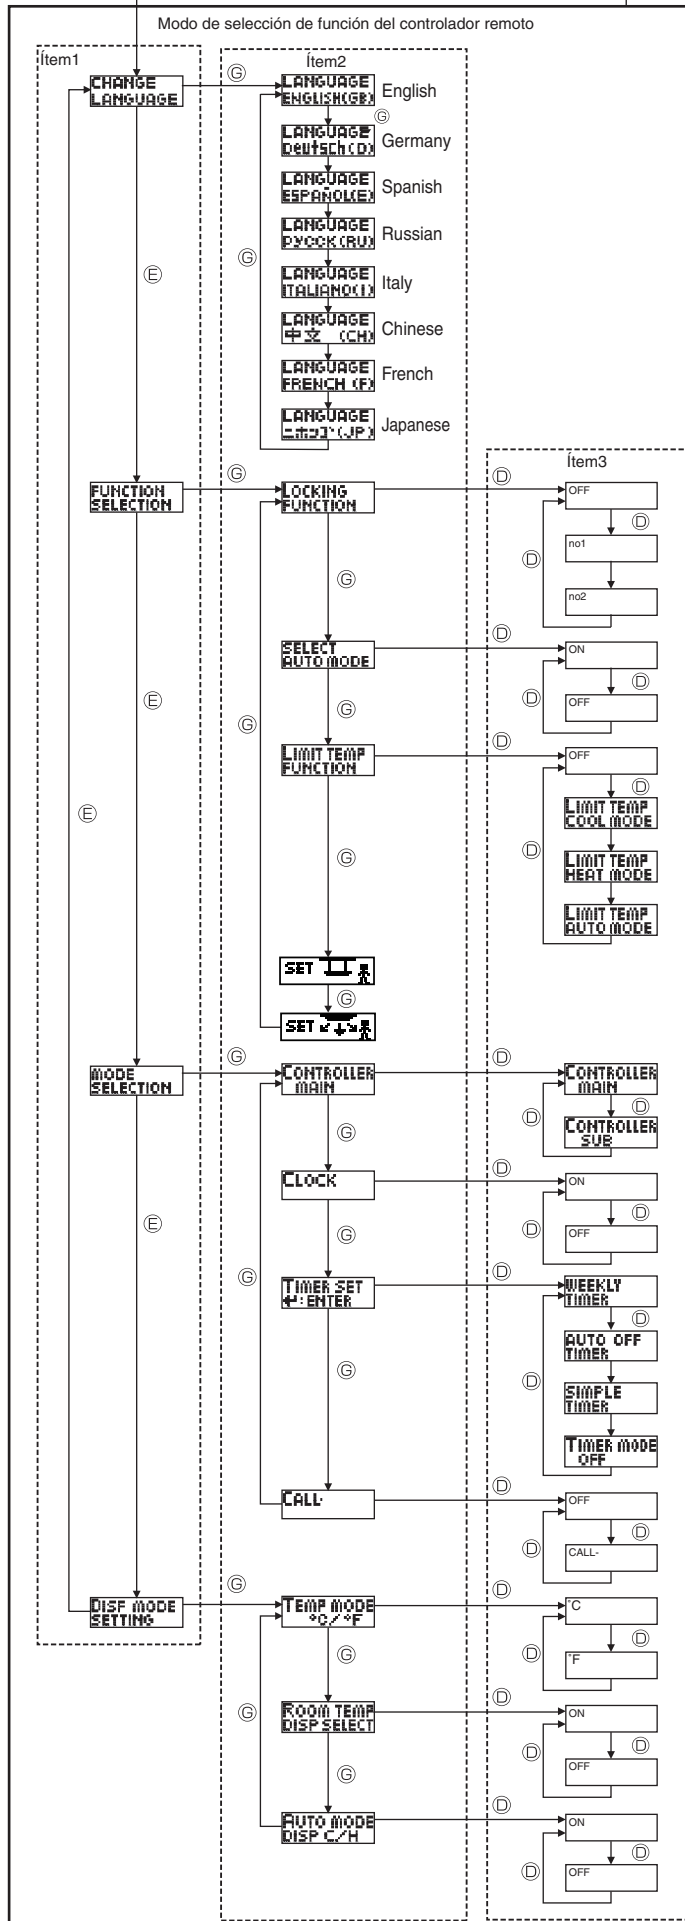 Modo de selección de función del controlador remoto
Ítem1
Ítem2
CHANGE
LANGUAGE
Ⓖ
LANGUAGE
ENGLISH(GB)
English
Ⓖ
LANGUAGE
Deutsch(D)
Germany
LANGUAGE
ESPAÑOL(E)
Spanish
LANGUAGE
РУССК(RU)
Russian
Ⓖ
Ⓔ
LANGUAGE
ITALIANO(I)
Italy
LANGUAGE
中文 (CH)
Chinese
LANGUAGE
FRENCH (F)
French
LANGUAGE
ニホンゴ(JP)
Japanese
Ítem3
FUNCTION
SELECTION
Ⓖ
LOCKING
FUNCTION
Ⓓ
OFF
Ⓓ
no1
Ⓓ
no2
Ⓖ
SELECT
AUTO MODE
Ⓓ
ON
Ⓓ
Ⓓ
OFF
Ⓔ
Ⓖ
Ⓖ
LIMIT TEMP
FUNCTION
Ⓓ
OFF
Ⓓ
LIMIT TEMP
COOL MODE
Ⓔ
Ⓓ
LIMIT TEMP
HEAT MODE
Ⓖ
LIMIT TEMP
AUTO MODE
SET
Ⓖ
SET
MODE
SELECTION
Ⓖ
CONTROLLER
MAIN
Ⓓ
CONTROLLER
MAIN
Ⓓ
Ⓓ
CONTROLLER
SUB
Ⓖ
CLOCK
Ⓓ
ON
Ⓓ
Ⓓ
OFF
Ⓔ
Ⓖ
Ⓖ
TIMER SET
↵:ENTER
Ⓓ
WEEKLY
TIMER
Ⓓ
AUTO OFF
TIMER
Ⓖ
Ⓓ
SIMPLE
TIMER
TIMER MODE
OFF
CALL-
Ⓓ
OFF
Ⓓ
Ⓓ
CALL-
DISP MODE
SETTING
Ⓖ
TEMP MODE
°C/°F
Ⓓ
°C
Ⓓ
Ⓓ
°F
Ⓖ
Ⓖ
ROOM TEMP
DISP SELECT
Ⓓ
ON
Ⓓ
Ⓓ
OFF
Ⓖ
AUTO MODE
DISP C/H
Ⓓ
ON
Ⓓ
Ⓓ
OFF